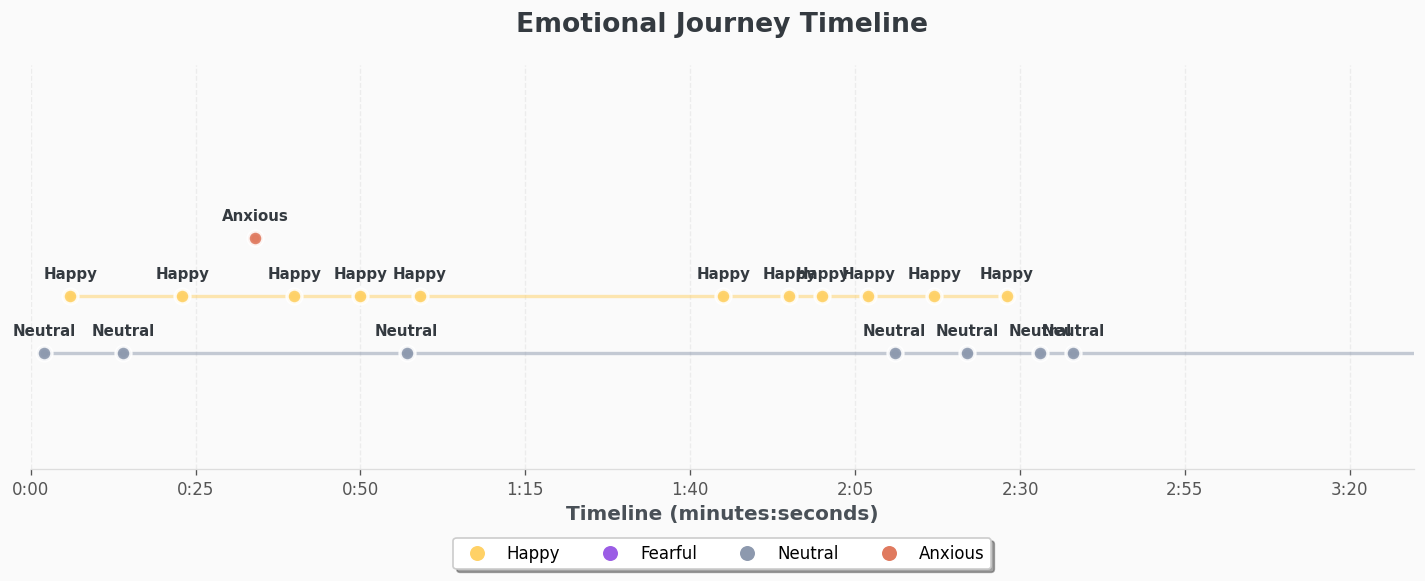 Emotional Journey Timeline
Anxious
Happy Happy Happy Happy Happy Happy Happy Happy Happy Happy Happy
Neutral Neutral Neutral Neutral Neutral Neutral Neutral
0:00 0:25 0:50 1:15 1:40 2:05 2:30 2:55 3:20
Timeline (minutes:seconds)
Happy Fearful Neutral Anxious